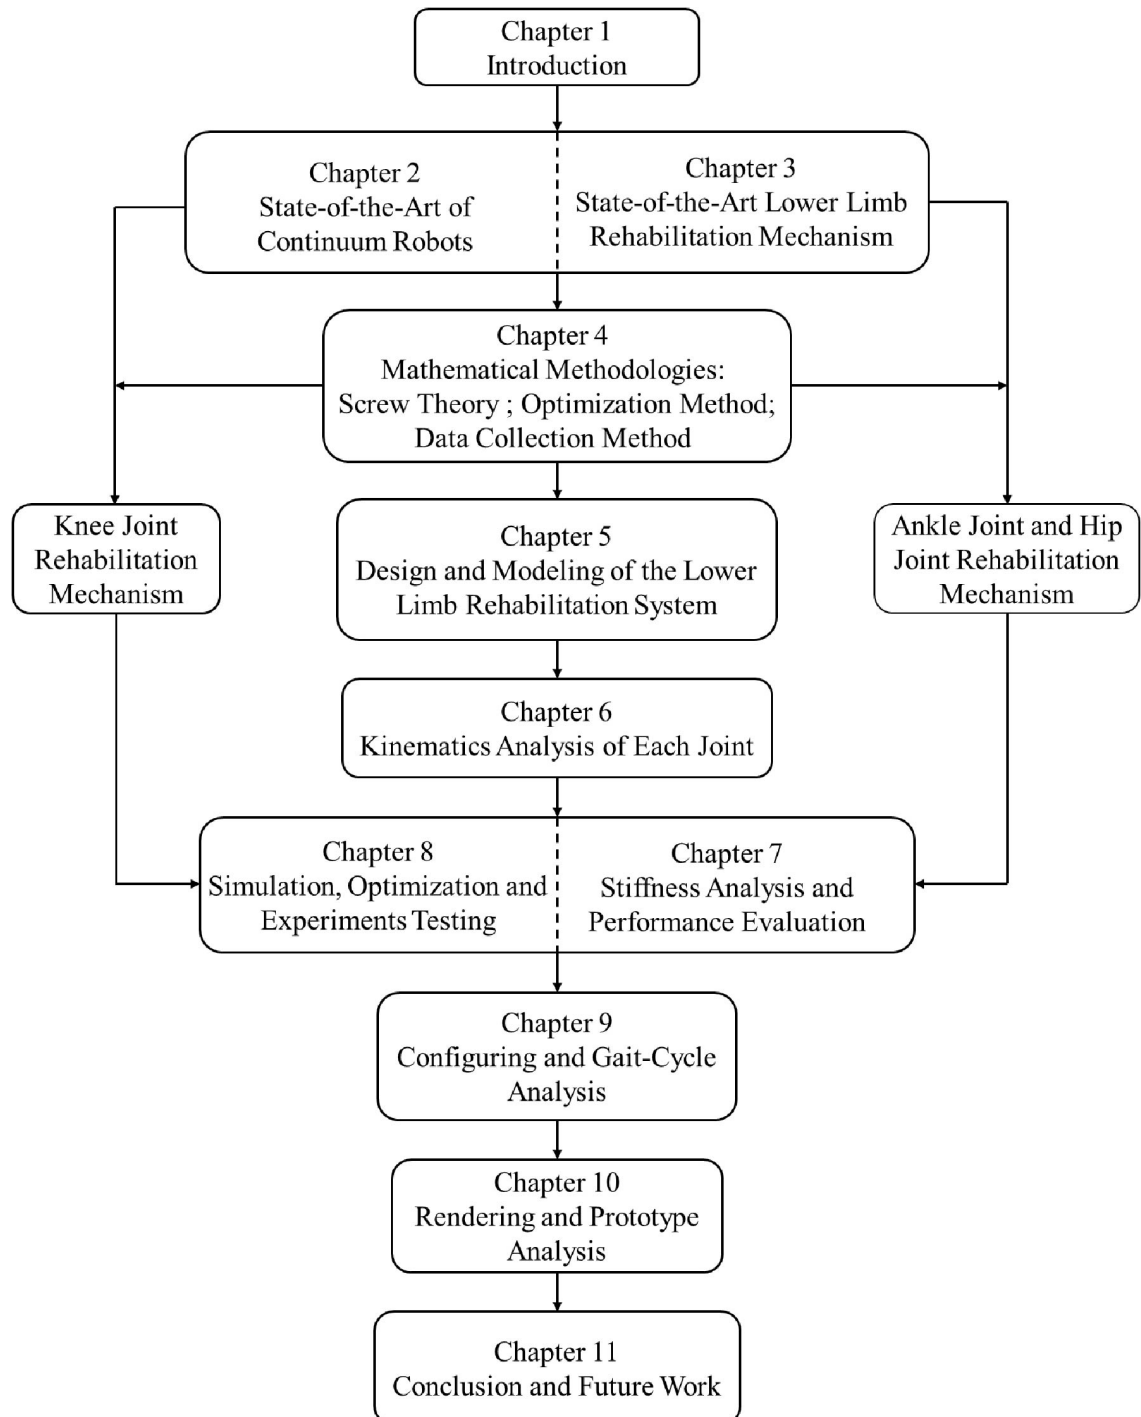 Chapter 1
Introduction
Chapter 2
State-of-the-Art of
Continuum Robots
Chapter 3
State-of-the-Art Lower Limb
Rehabilitation Mechanism
Chapter 4
Mathematical Methodologies:
Screw Theory ; Optimization Method;
Data Collection Method
Knee Joint
Rehabilitation
Mechanism
Chapter 5
Design and Modeling of the Lower
Limb Rehabilitation System
Ankle Joint and Hip
Joint Rehabilitation
Mechanism
Chapter 6
Kinematics Analysis of Each Joint
Chapter 8
Simulation, Optimization and
Experiments Testing
Chapter 7
Stiffness Analysis and
Performance Evaluation
Chapter 9
Configuring and Gait-Cycle
Analysis
Chapter 10
Rendering and Prototype
Analysis
Chapter 11
Conclusion and Future Work